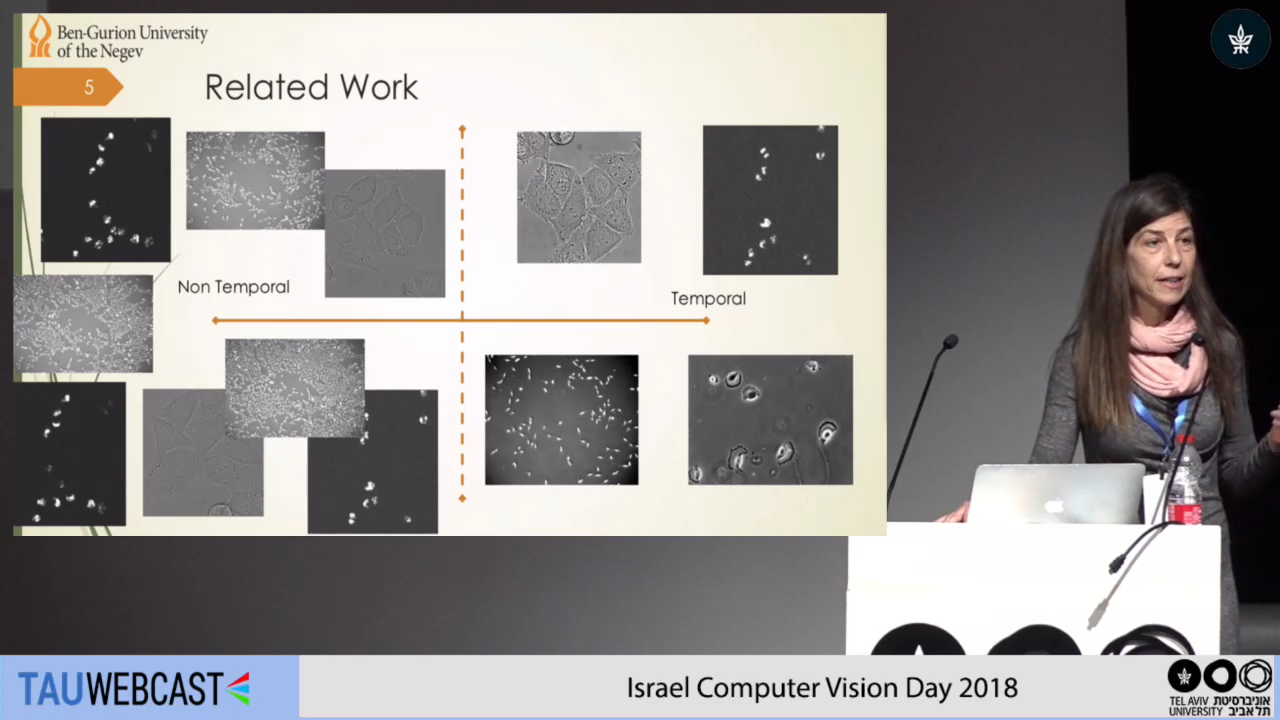 Ben-Gurion University
of the Negev
5
Related Work
Non Temporal
Temporal
TAUWEBCAST
Israel Computer Vision Day 2018
TEL AVIV אוניברסיטת
UNIVERSITY תל אביב